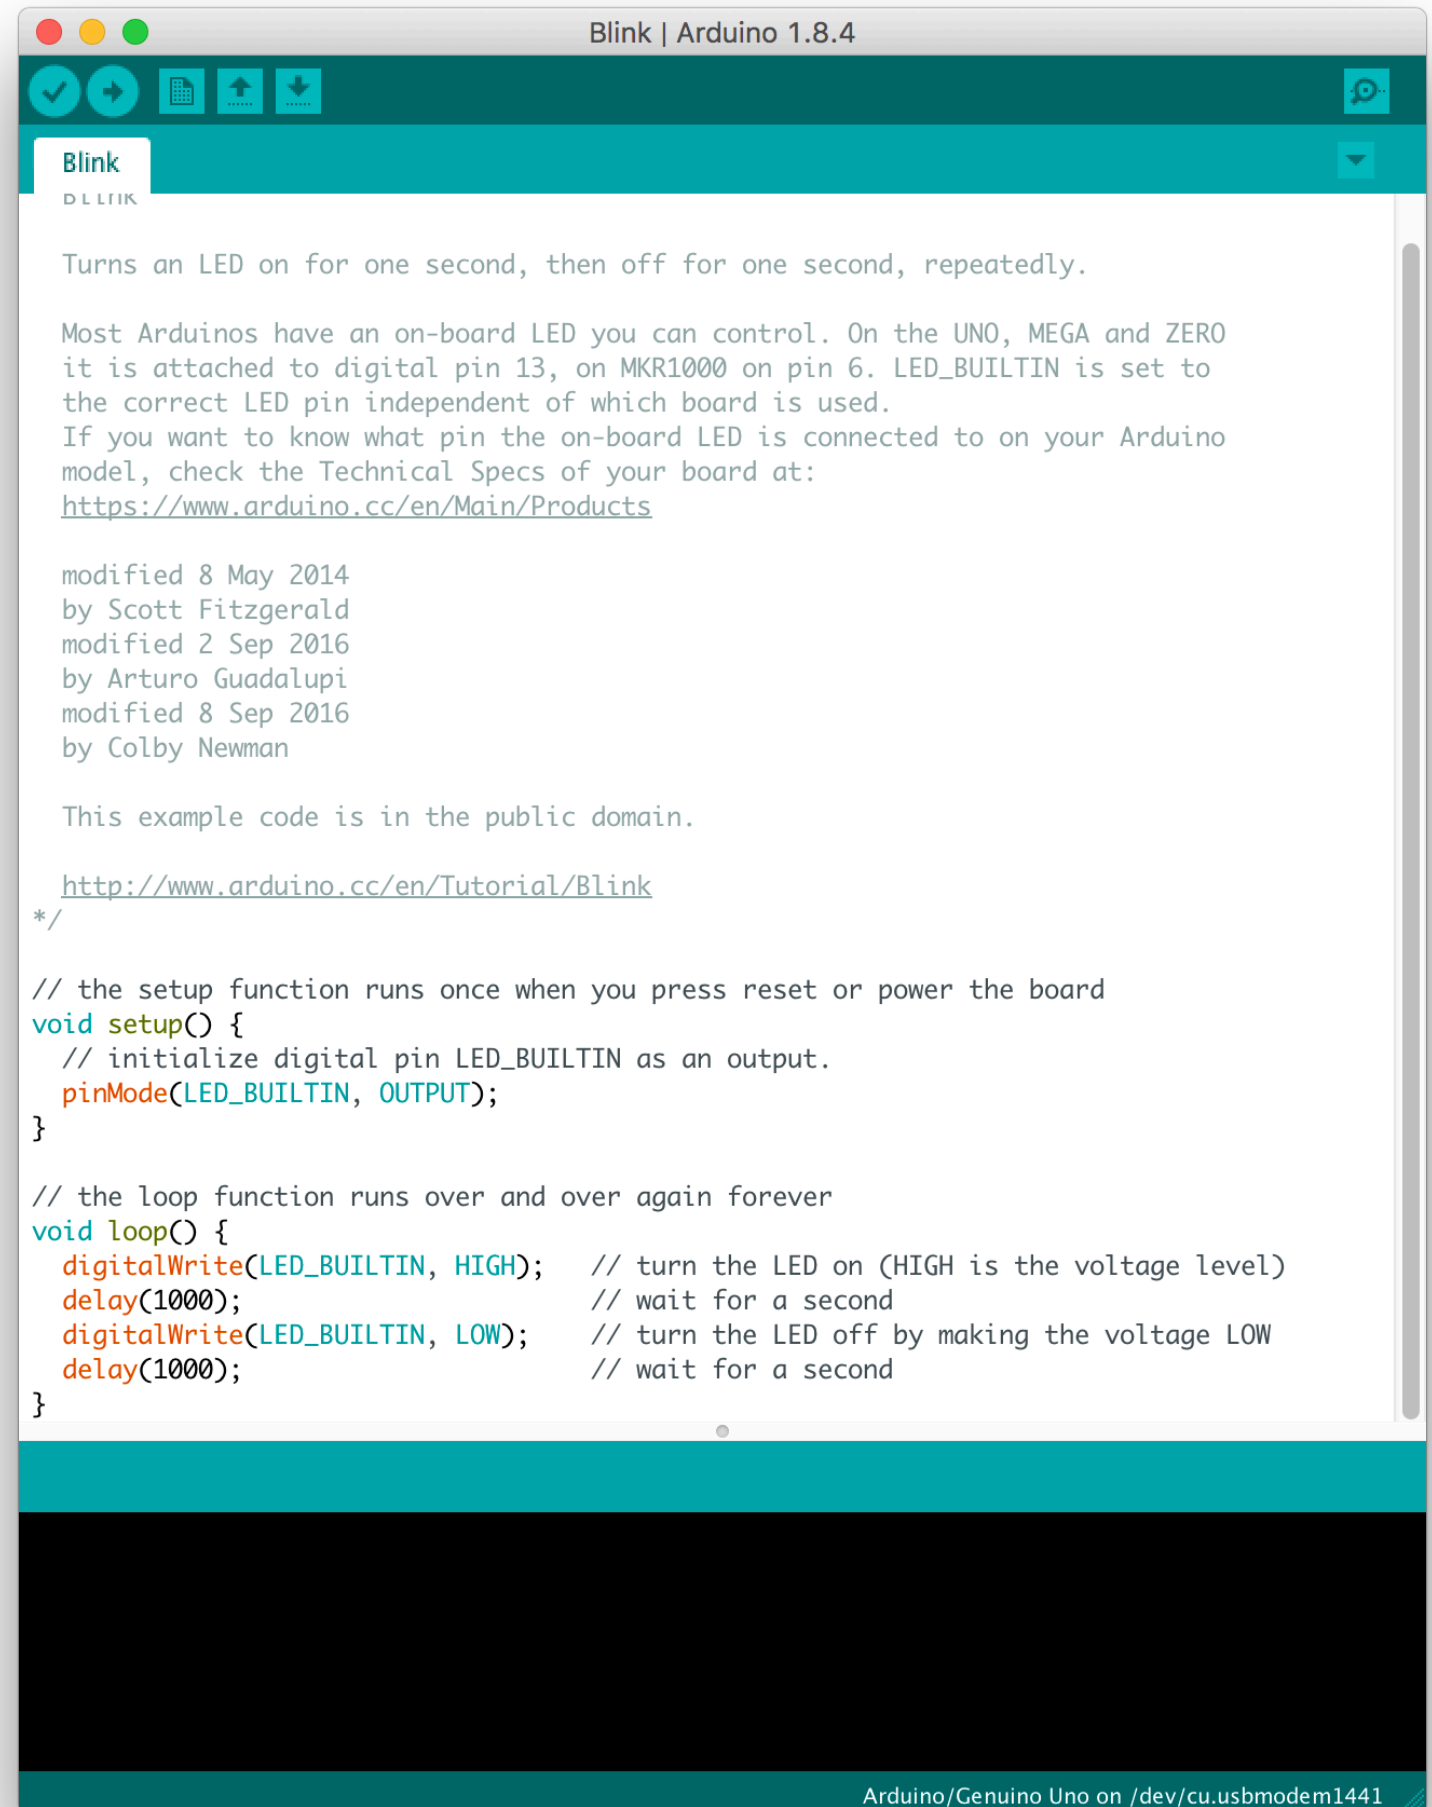 Blink | Arduino 1.8.4
Blink
Blink
Turns an LED on for one second, then off for one second, repeatedly.
Most Arduinos have an on-board LED you can control. On the UNO, MEGA and ZERO
it is attached to digital pin 13, on MKR1000 on pin 6. LED_BUILTIN is set to
the correct LED pin independent of which board is used.
If you want to know what pin the on-board LED is connected to on your Arduino
model, check the Technical Specs of your board at:
https://www.arduino.cc/en/Main/Products
modified 8 May 2014
by Scott Fitzgerald
modified 2 Sep 2016
by Arturo Guadalupi
modified 8 Sep 2016
by Colby Newman
This example code is in the public domain.
http://www.arduino.cc/en/Tutorial/Blink
*/
// the setup function runs once when you press reset or power the board
void setup() {
  // initialize digital pin LED_BUILTIN as an output.
  pinMode(LED_BUILTIN, OUTPUT);
}
// the loop function runs over and over again forever
void loop() {
  digitalWrite(LED_BUILTIN, HIGH);   // turn the LED on (HIGH is the voltage level)
  delay(1000);                       // wait for a second
  digitalWrite(LED_BUILTIN, LOW);    // turn the LED off by making the voltage LOW
  delay(1000);                       // wait for a second
}
Arduino/Genuino Uno on /dev/cu.usbmodem1441